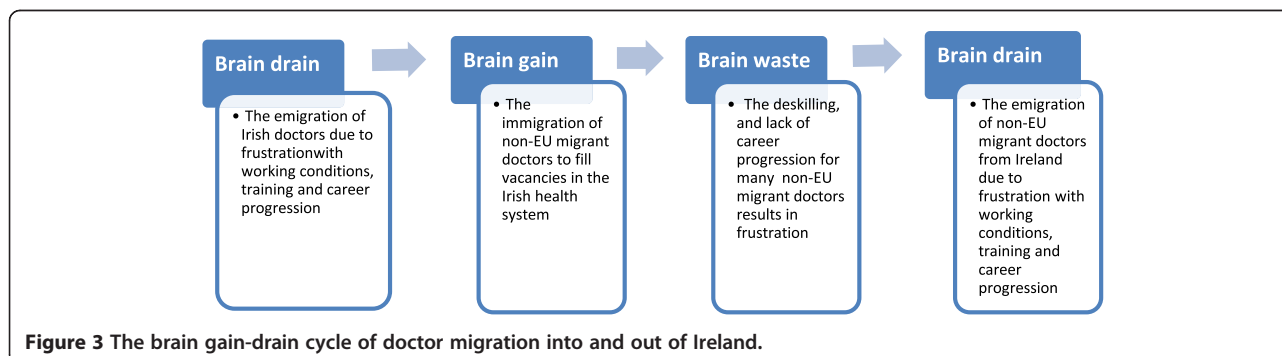 Brain drain
• The emigration of
Irish doctors due to
frustrationwith
working conditions,
training and career
progression
Brain gain
• The
immigration of
non-EU migrant
doctors to fill
vacancies in the
Irish health
system
Brain waste
• The deskilling,
and lack of
career
progression for
many non-EU
migrant doctors
results in
frustration
Brain drain
• The emigration
of non-EU
migrant doctors
from Ireland
due to
frustration with
working
conditions,
training and
career
progression
Figure 3 The brain gain-drain cycle of doctor migration into and out of Ireland.